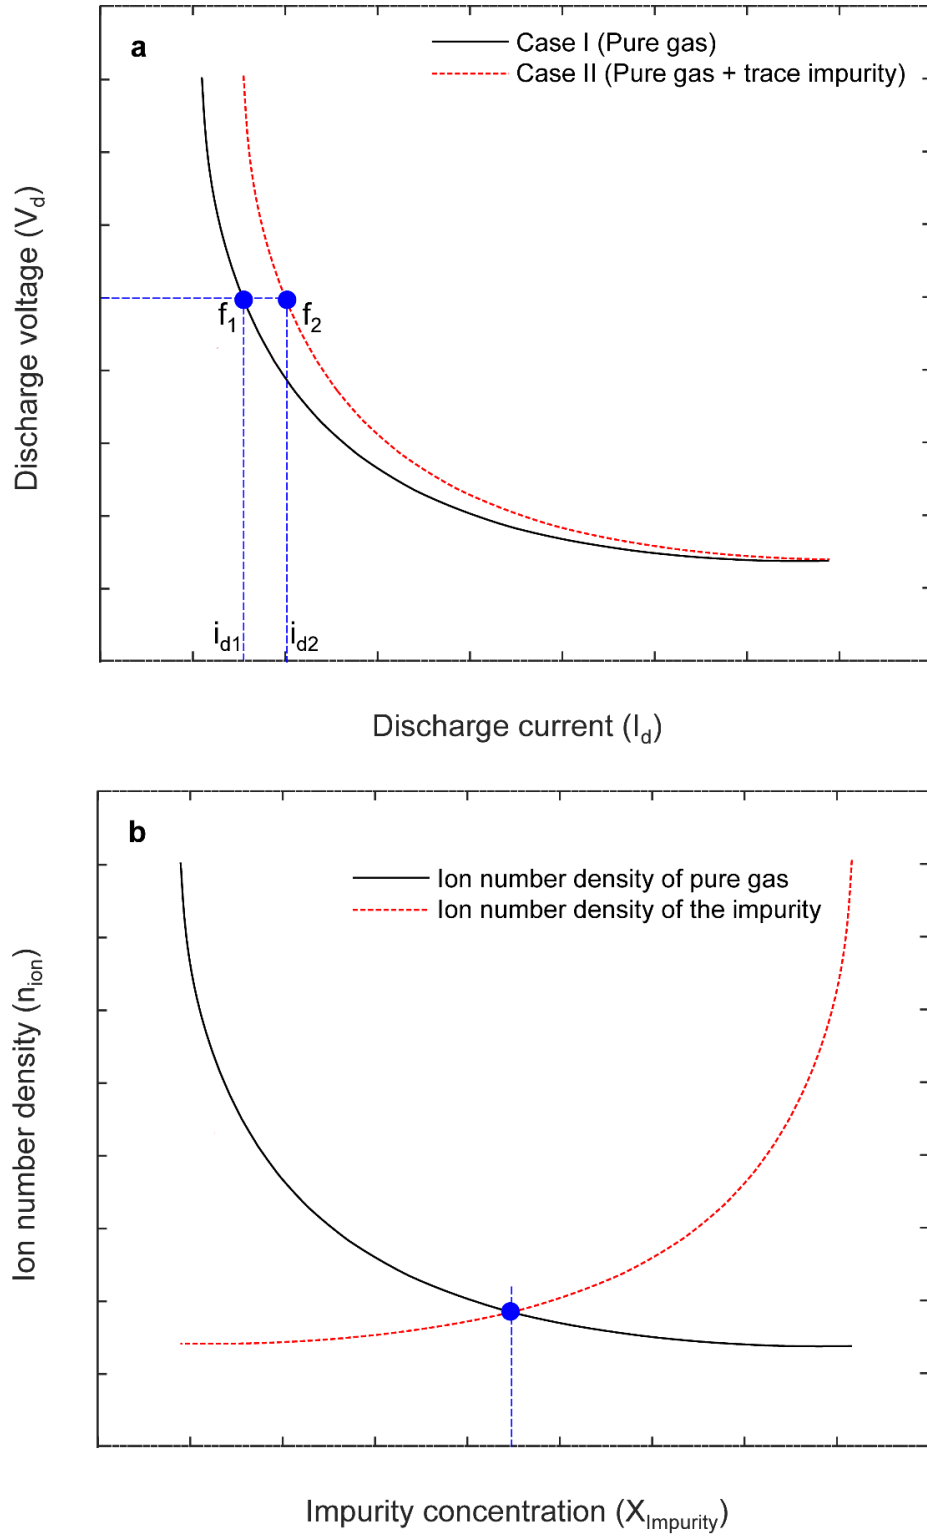 a
Case I (Pure gas)
Case II (Pure gas + trace impurity)
Discharge voltage (Vd)
f1
f2
id1
id2
Discharge current (Id)
b
Ion number density of pure gas
Ion number density of the impurity
Ion number density (nion)
Impurity concentration (XImpurity)